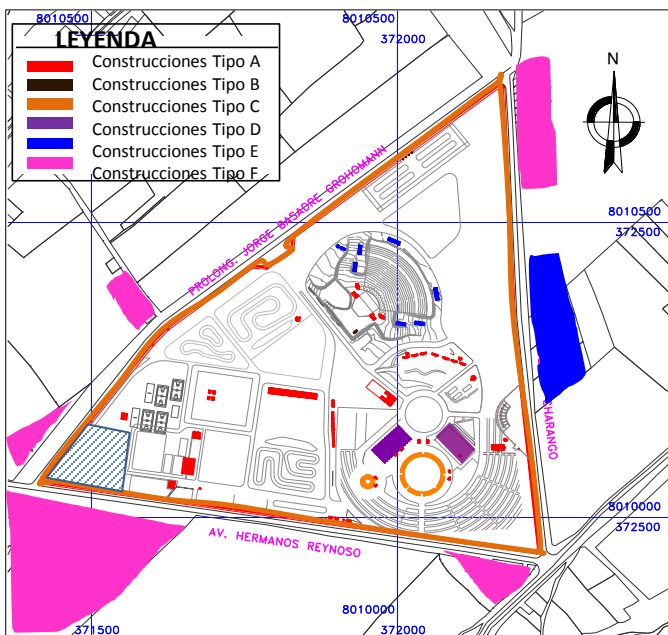 8010500
8010500
372000
LEYENDA
Construcciones Tipo A
Construcciones Tipo B
Construcciones Tipo C
Construcciones Tipo D
Construcciones Tipo E
Construcciones Tipo F
N
PROLONG. JORGE BASADRE GROHOMANN
8010500
372500
CHARANGO
8010000
372500
AV. HERMANOS REYNOSO
8010000
371500
372000